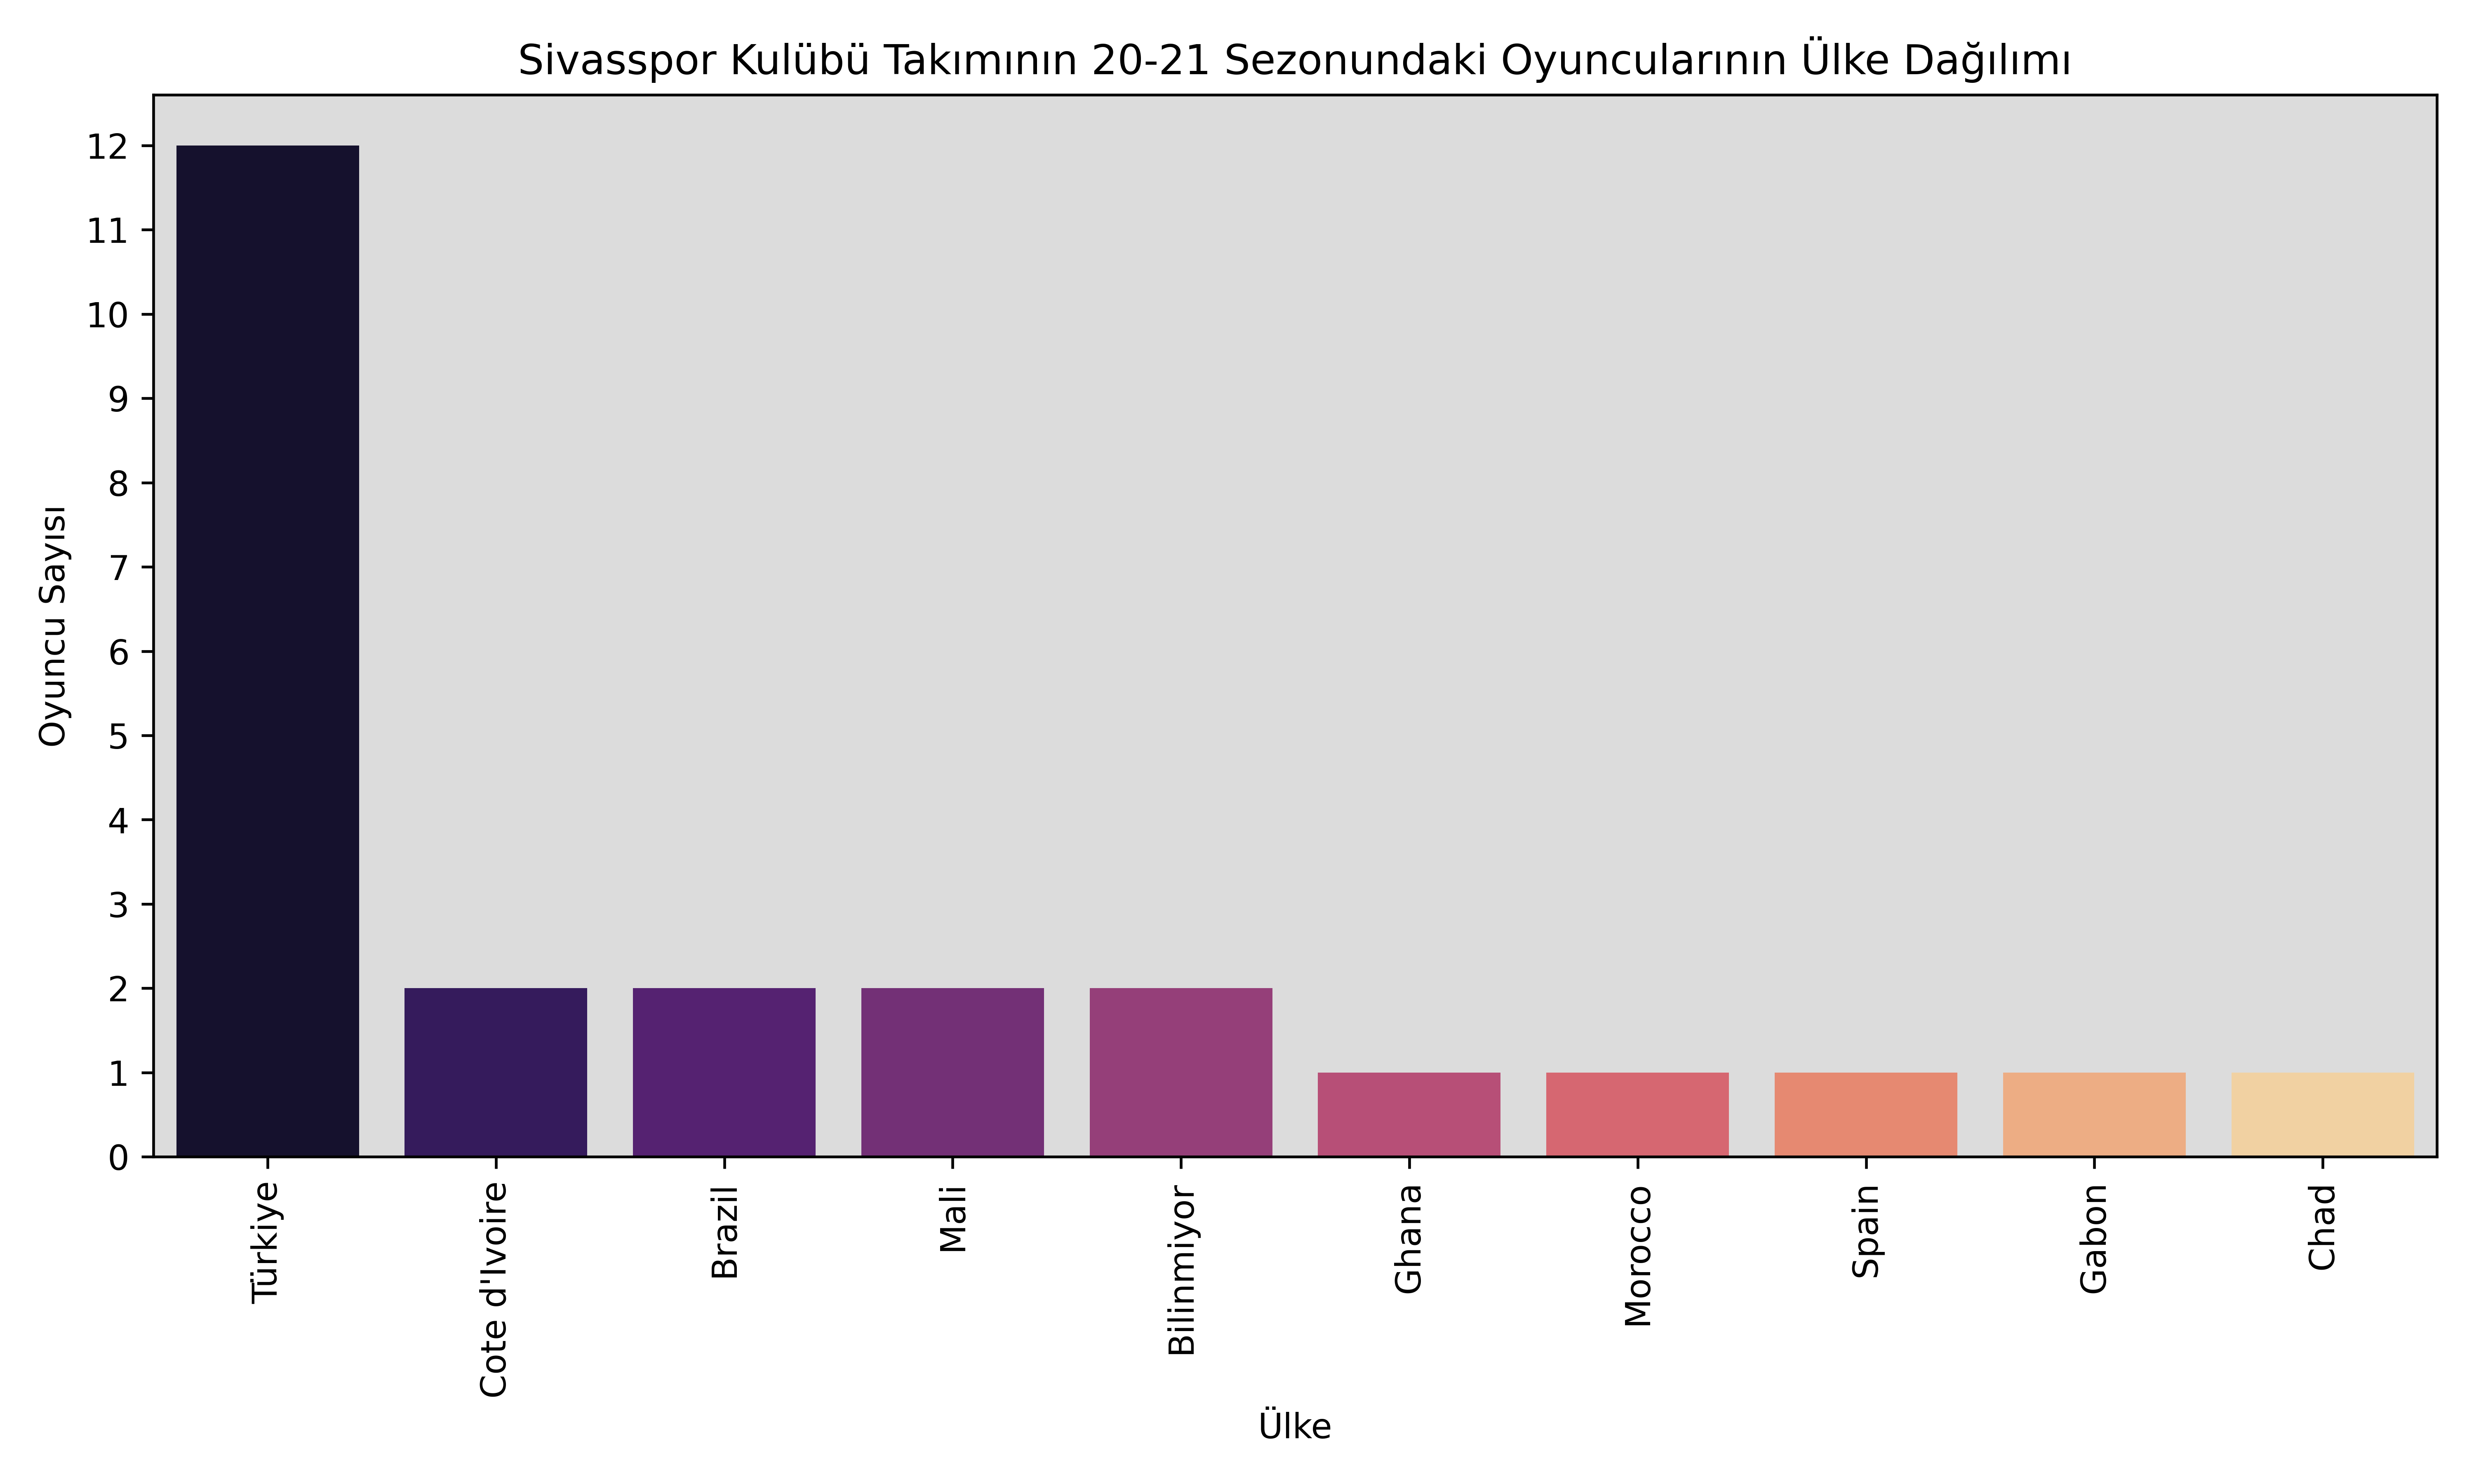 Sivasspor Kulübü Takımının 20-21 Sezonundaki Oyuncularının Ülke Dağılımı
12
11
10
9
8
7
6
5
4
3
2
1
0
Oyuncu Sayısı
Türkiye
Cote d'Ivoire
Brazil
Mali
Bilinmiyor
Ghana
Morocco
Spain
Gabon
Chad
Ülke